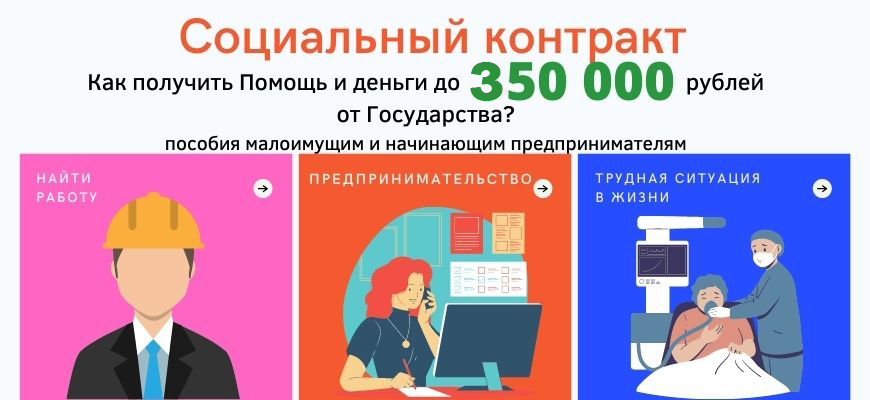 Социальный контракт
Как получить Помощь и деньги до 350 000 рублей
от Государства?
пособия малоимущим и начинающим предпринимателям
НАЙТИ
РАБОТУ
ПРЕДПРИНИМАТЕЛЬСТВО
ТРУДНАЯ СИТУАЦИЯ
В ЖИЗНИ